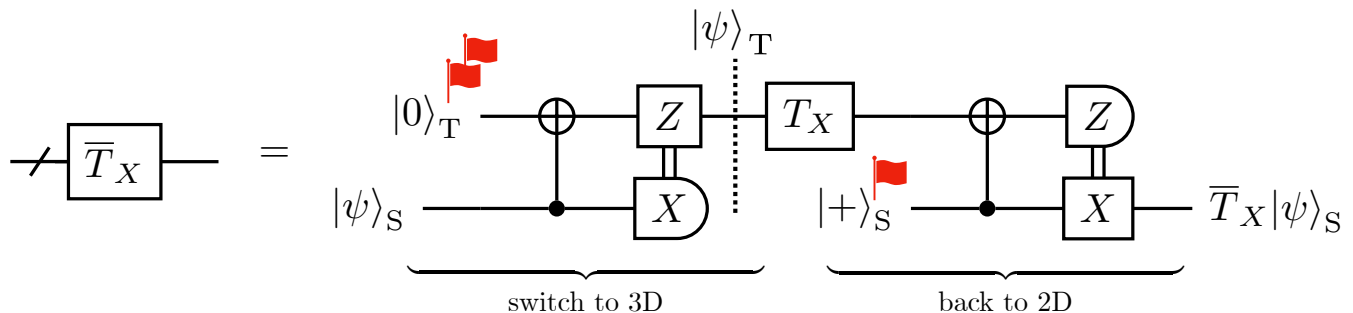 |ψ⟩_T
|0⟩_T Z T_X Z
T̅_X =
|ψ⟩_S X |+⟩_S X T̅_X|ψ⟩_S
switch to 3D back to 2D